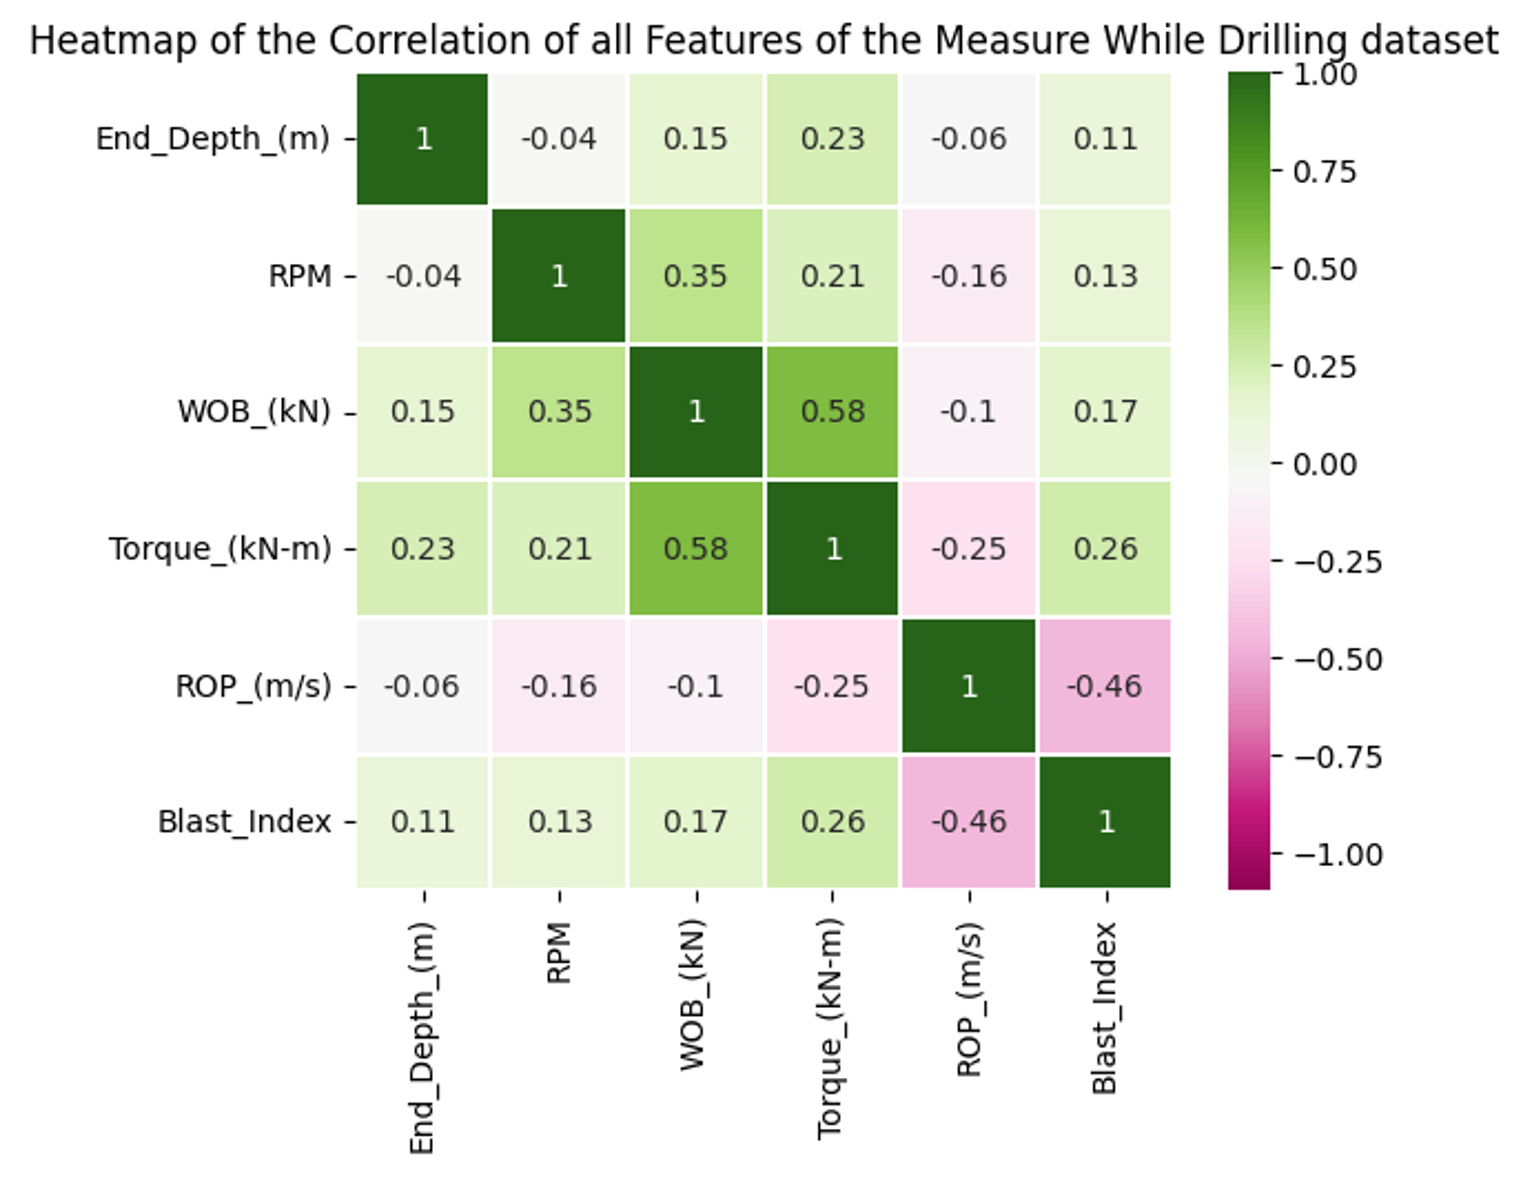 Heatmap of the Correlation of all Features of the Measure While Drilling dataset
End_Depth_(m) 1 -0.04 0.15 0.23 -0.06 0.11
RPM -0.04 1 0.35 0.21 -0.16 0.13
WOB_(kN) 0.15 0.35 1 0.58 -0.1 0.17
Torque_(kN-m) 0.23 0.21 0.58 1 -0.25 0.26
ROP_(m/s) -0.06 -0.16 -0.1 -0.25 1 -0.46
Blast_Index 0.11 0.13 0.17 0.26 -0.46 1
End_Depth_(m)
RPM
WOB_(kN)
Torque_(kN-m)
ROP_(m/s)
Blast_Index
1.00
0.75
0.50
0.25
0.00
−0.25
−0.50
−0.75
−1.00